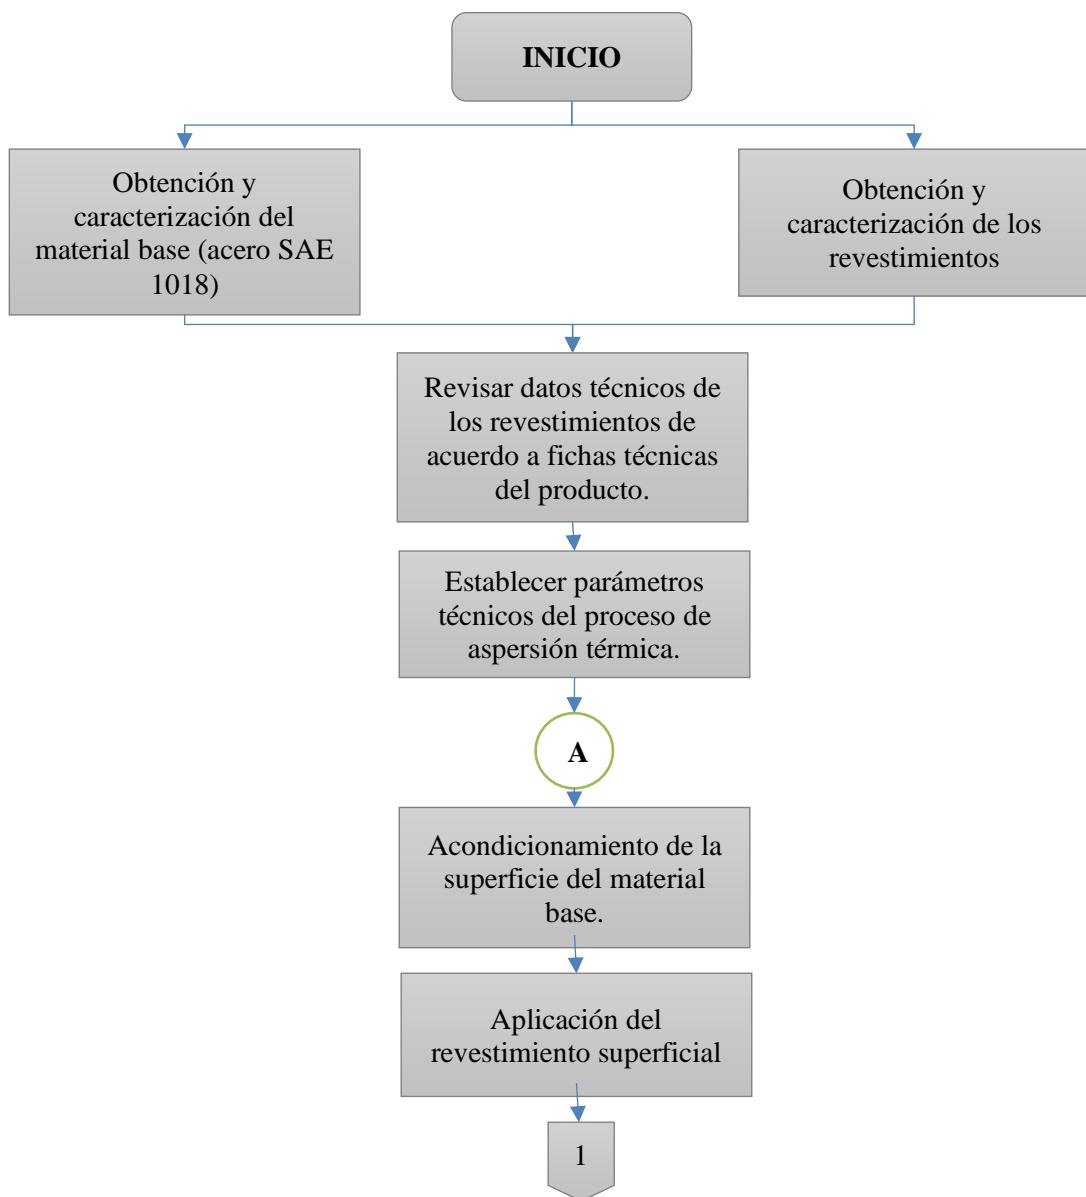 INICIO
Obtención y
caracterización del
material base (acero SAE
1018)
Obtención y
caracterización de los
revestimientos
Revisar datos técnicos de
los revestimientos de
acuerdo a fichas técnicas
del producto.
Establecer parámetros
técnicos del proceso de
aspersión térmica.
A
Acondicionamiento de la
superficie del material
base.
Aplicación del
revestimiento superficial
1